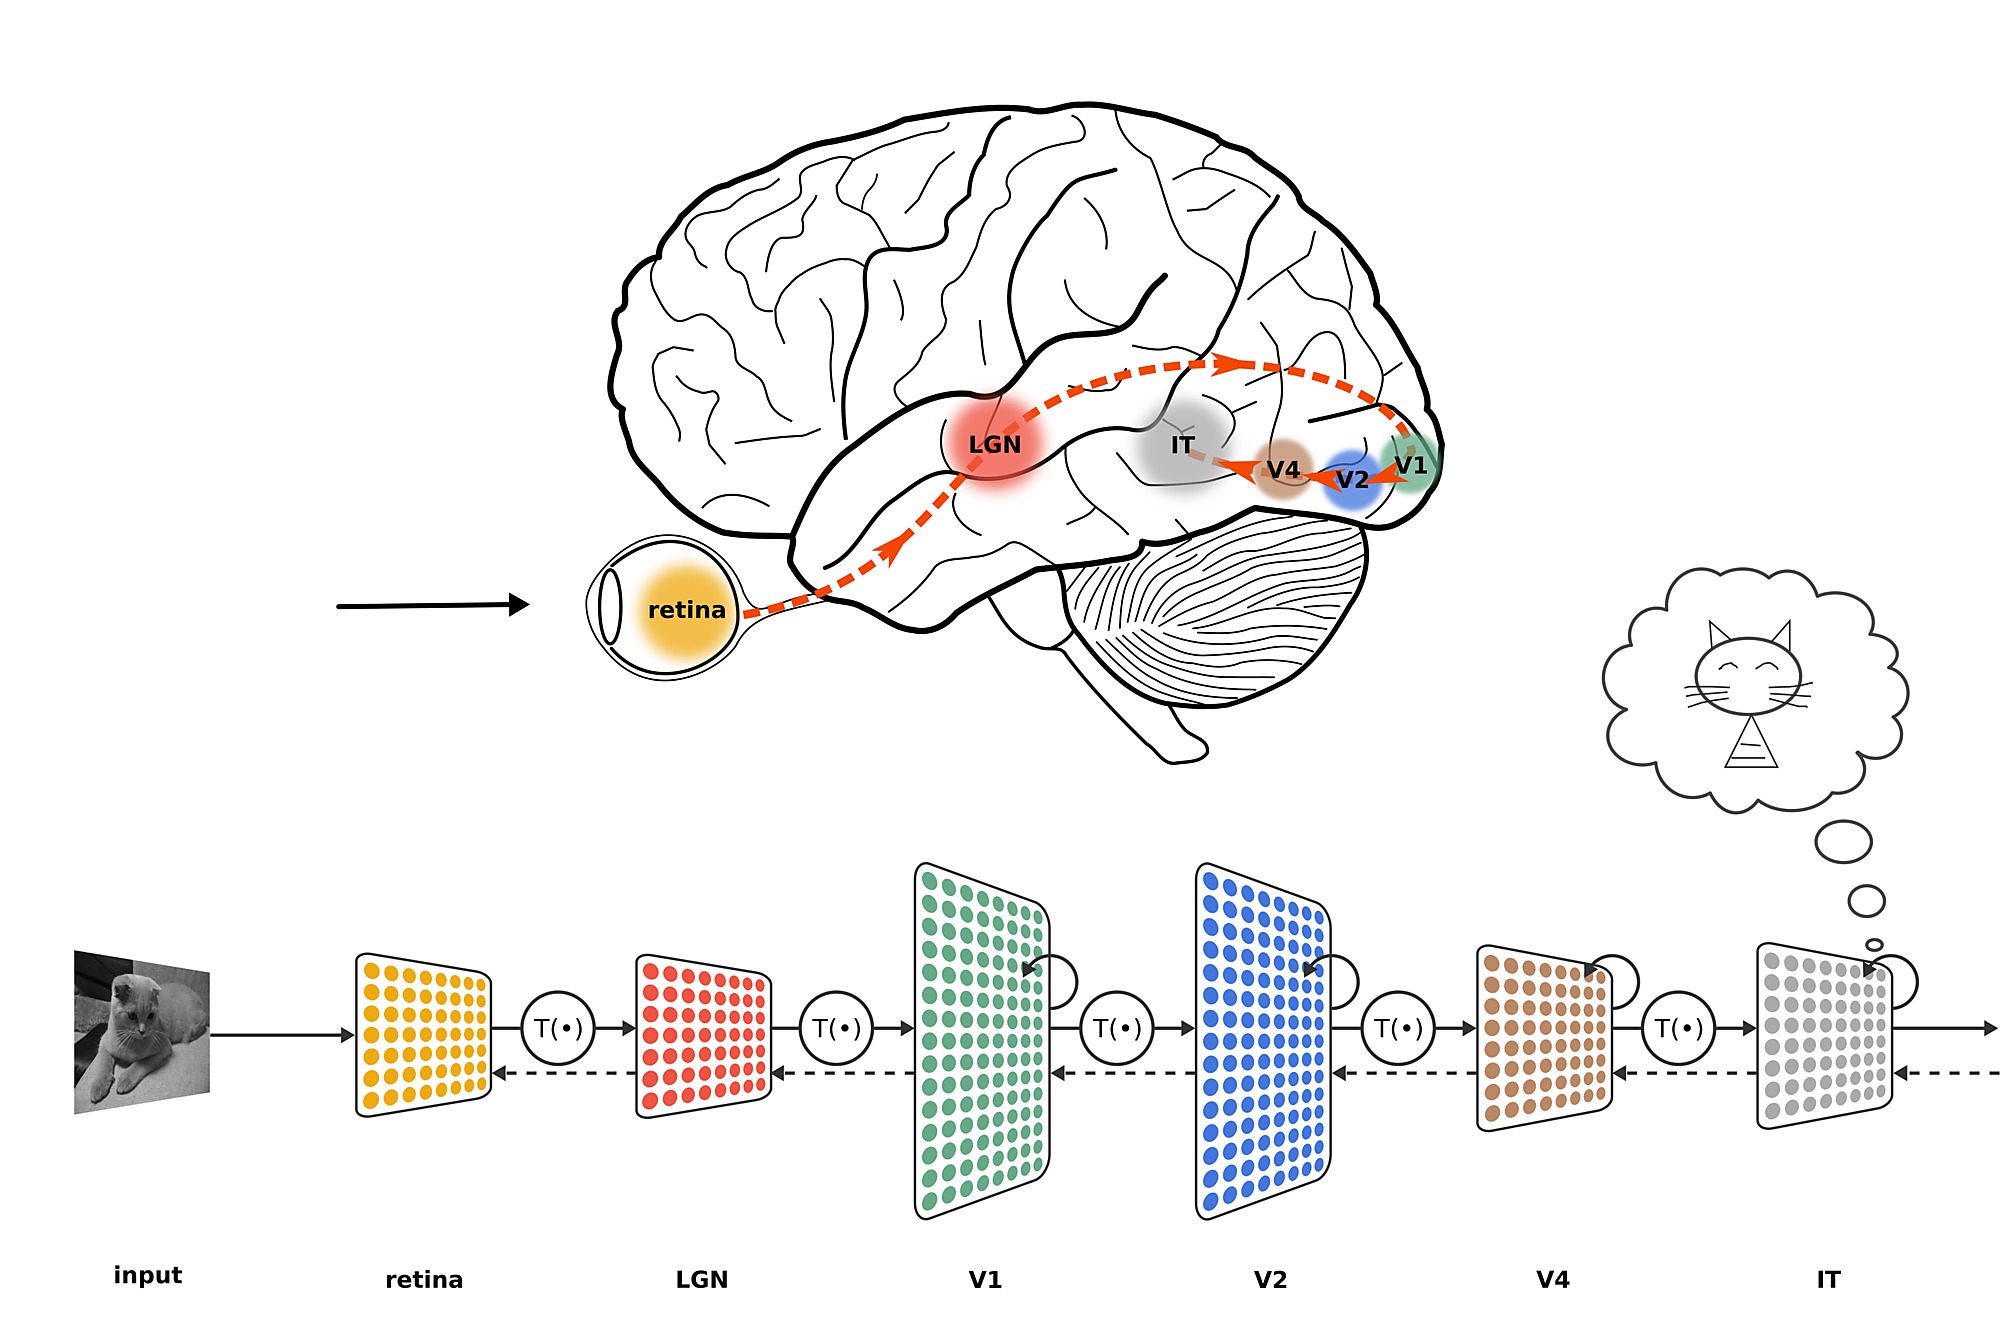 LGN
IT
V4
V2
V1
retina
T(•)
T(•)
T(•)
T(•)
T(•)
input
retina
LGN
V1
V2
V4
IT